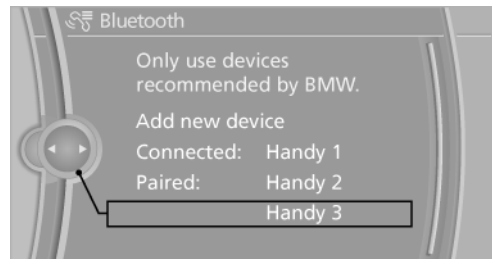 Bluetooth
Only use devices
recommended by BMW.
Add new device
Connected: Handy 1
Paired: Handy 2
Handy 3